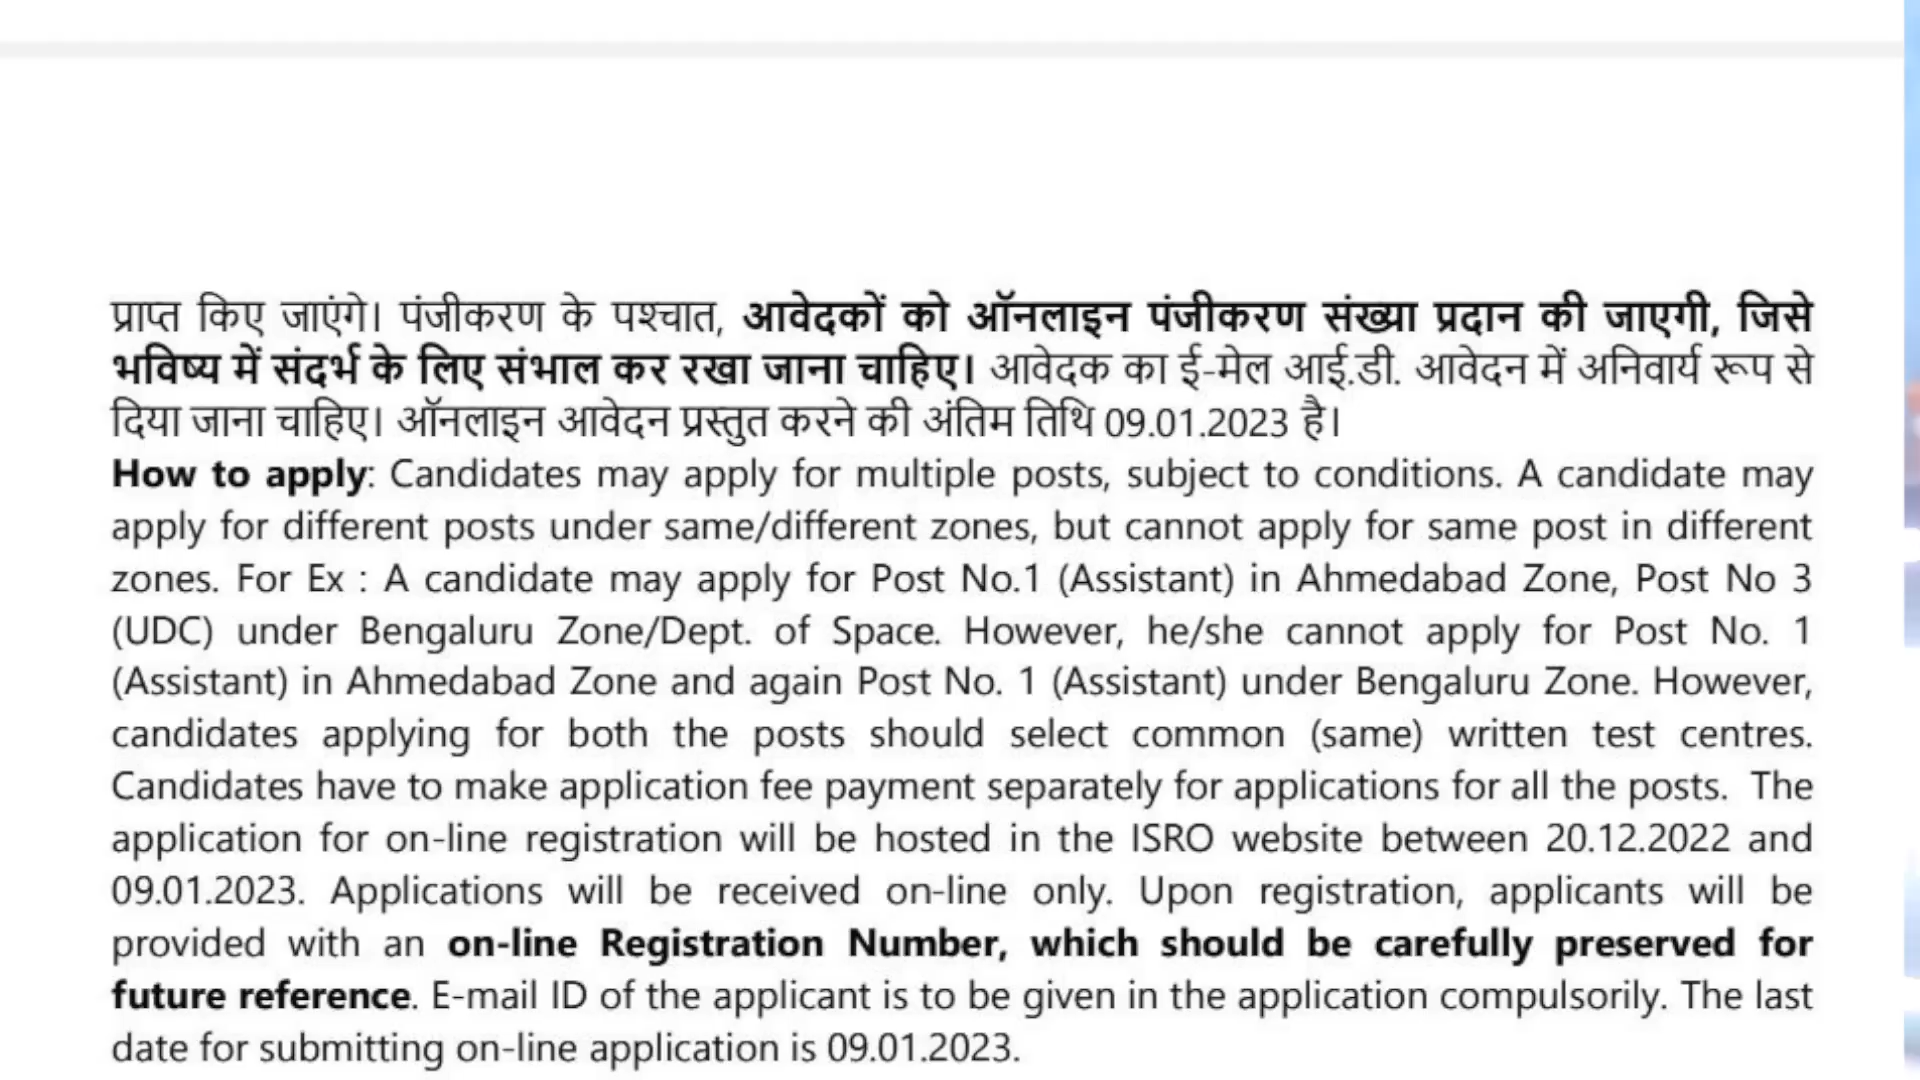 प्राप्त किए जाएंगे। पंजीकरण के पश्चात, आवेदकों को ऑनलाइन पंजीकरण संख्या प्रदान की जाएगी, जिसे
भविष्य में संदर्भ के लिए संभाल कर रखा जाना चाहिए। आवेदक का ई-मेल आई.डी. आवेदन में अनिवार्य रूप से
दिया जाना चाहिए। ऑनलाइन आवेदन प्रस्तुत करने की अंतिम तिथि 09.01.2023 है।
How to apply: Candidates may apply for multiple posts, subject to conditions. A candidate may
apply for different posts under same/different zones, but cannot apply for same post in different
zones. For Ex : A candidate may apply for Post No.1 (Assistant) in Ahmedabad Zone, Post No 3
(UDC) under Bengaluru Zone/Dept. of Space. However, he/she cannot apply for Post No. 1
(Assistant) in Ahmedabad Zone and again Post No. 1 (Assistant) under Bengaluru Zone. However,
candidates applying for both the posts should select common (same) written test centres.
Candidates have to make application fee payment separately for applications for all the posts. The
application for on-line registration will be hosted in the ISRO website between 20.12.2022 and
09.01.2023. Applications will be received on-line only. Upon registration, applicants will be
provided with an on-line Registration Number, which should be carefully preserved for
future reference. E-mail ID of the applicant is to be given in the application compulsorily. The last
date for submitting on-line application is 09.01.2023.